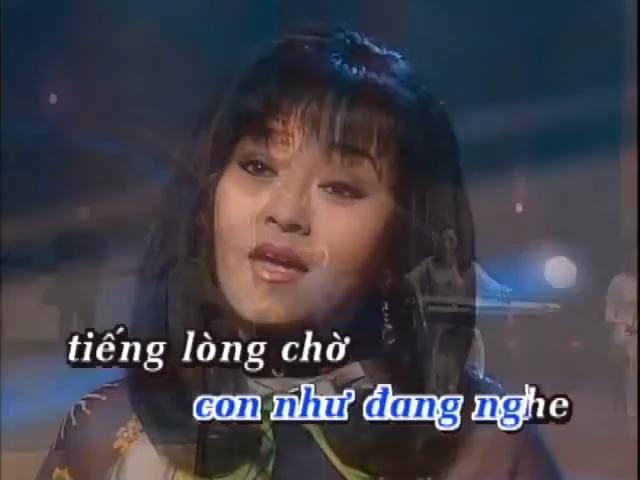 tiếng lòng chờ
con như đang nghe